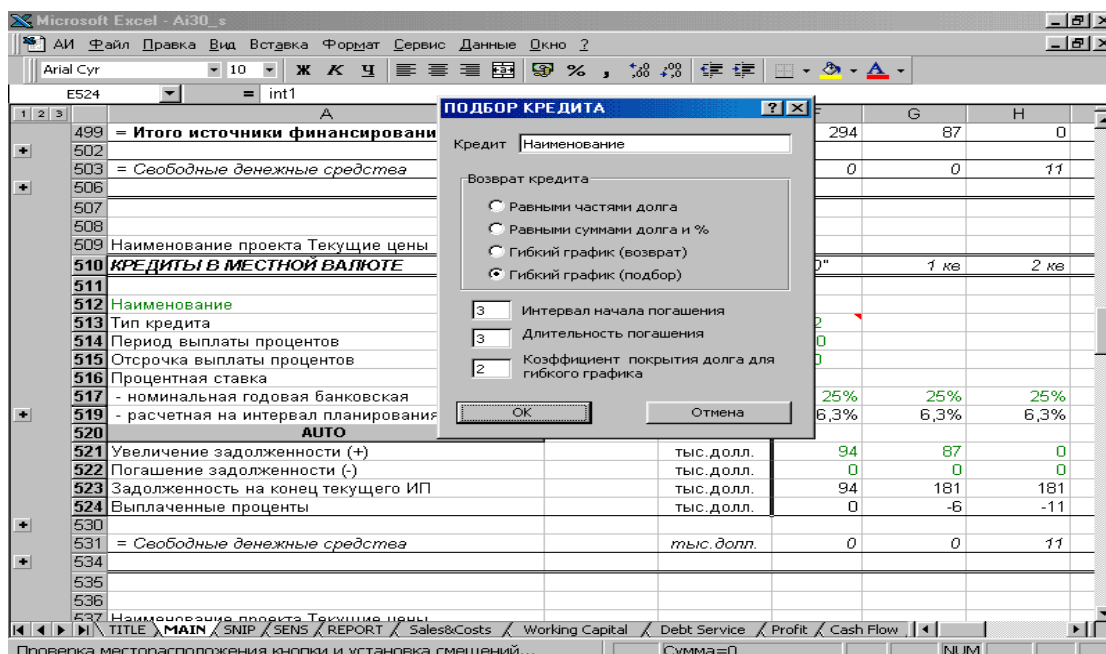 Microsoft Excel - Ai30_s
АИ Файл Правка Вид Вставка Формат Сервис Данные Окно ?
Arial Cyr 10 Ж К Ч % ,
E524 = int1
1 2 3 A F G H
499 = Итого источники финансировани 294 87 0
502
503 = Свободные денежные средства 0 0 11
506
507
508
509 Наименование проекта Текущие цены
510 КРЕДИТЫ В МЕСТНОЙ ВАЛЮТЕ 0" 1 кв 2 кв
511
512 Наименование
513 Тип кредита 2
514 Период выплаты процентов 0
515 Отсрочка выплаты процентов
516 Процентная ставка
517 - номинальная годовая банковская 25% 25% 25%
519 - расчетная на интервал планирования 6,3% 6,3% 6,3%
520 AUTO
521 Увеличение задолженности (+) тыс.долл. 94 87 0
522 Погашение задолженности (-) тыс.долл. 0 0 0
523 Задолженность на конец текущего ИП тыс.долл. 94 181 181
524 Выплаченные проценты тыс.долл. 0 -6 -11
530
531 = Свободные денежные средства тыс.долл. 0 0 11
534
535
536
537 Наименование проекта Текущие цены
ПОДБОР КРЕДИТА ?
Кредит Наименование
Возврат кредита
Равными частями долга
Равными суммами долга и %
Гибкий график (возврат)
Гибкий график (подбор)
3 Интервал начала погашения
3 Длительность погашения
2 Коэффициент покрытия долга для
гибкого графика
OK Отмена
TITLE MAIN SNIP SENS REPORT Sales&Costs Working Capital Debt Service Profit Cash Flow
Проверка месторасположения кнопки и установка смещений... Сумма=0 NUM